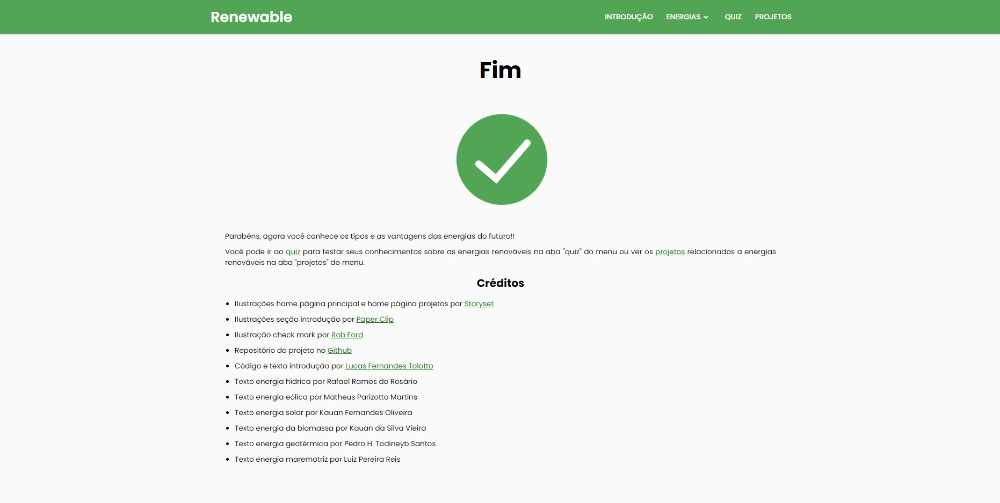 Renewable
INTRODUÇÃO
ENERGIAS
QUIZ
PROJETOS
Fim
Parabéns, agora você conhece os tipos e as vantagens das energias do futuro!!
Você pode ir ao quiz para testar seus conhecimentos sobre as energias renováveis na aba "quiz" do menu ou ver os projetos relacionados a energias
renováveis na aba "projetos" do menu.
Créditos
Ilustrações home página principal e home página projetos por Storyset
Ilustrações seção introdução por Paper Clip
Ilustração check mark por Rob Ford
Repositório do projeto no Github
Código e texto introdução por Lucas Fernandes Tolotto
Texto energia hídrica por Rafael Ramos do Rosário
Texto energia eólica por Matheus Parizotto Martins
Texto energia solar por Kauan Fernandes Oliveira
Texto energia da biomassa por Kauan da Silva Vieira
Texto energia geotérmica por Pedro H. Todineyb Santos
Texto energia maremotriz por Luiz Pereira Reis